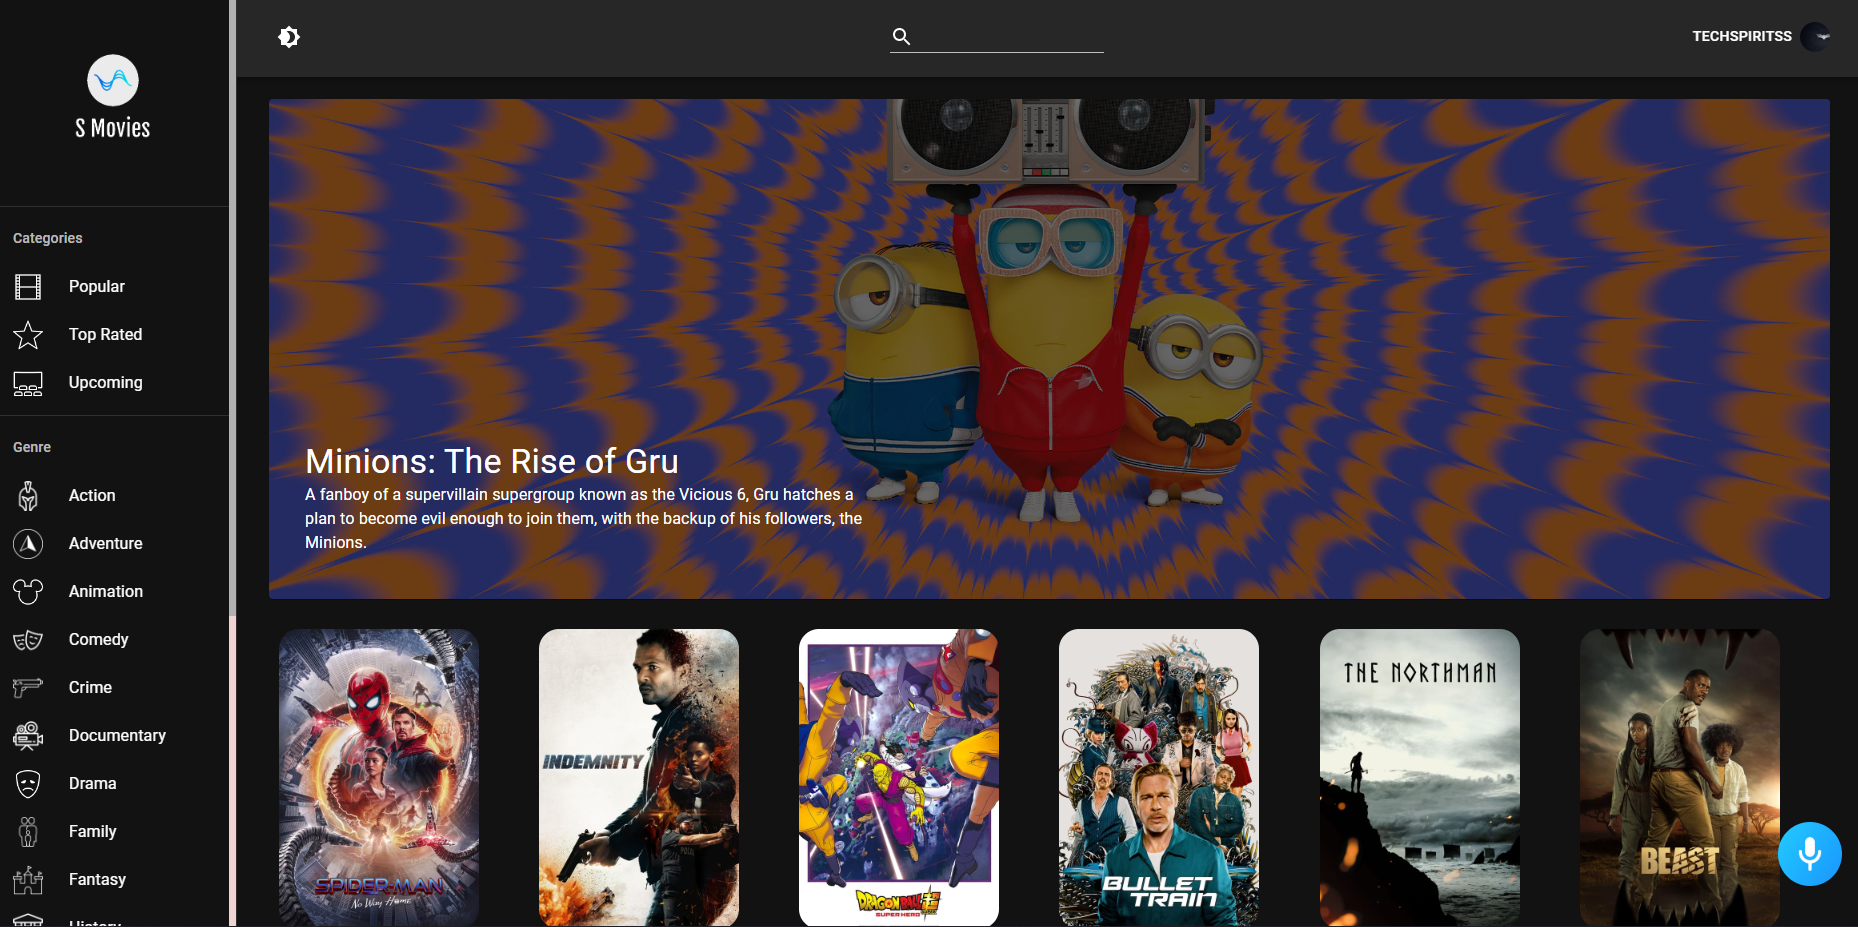 S Movies
TECHSPIRITSS
Categories
Popular
Top Rated
Upcoming
Genre
Action
Adventure
Animation
Comedy
Crime
Documentary
Drama
Family
Fantasy
History
Minions: The Rise of Gru
A fanboy of a supervillain supergroup known as the Vicious 6, Gru hatches a
plan to become evil enough to join them, with the backup of his followers, the
Minions.
SPIDER-MAN
NO WAY HOME
INDEMNITY
DRAGONBALL
SUPER HERO
BULLET
TRAIN
THE NORTHMAN
BEAST